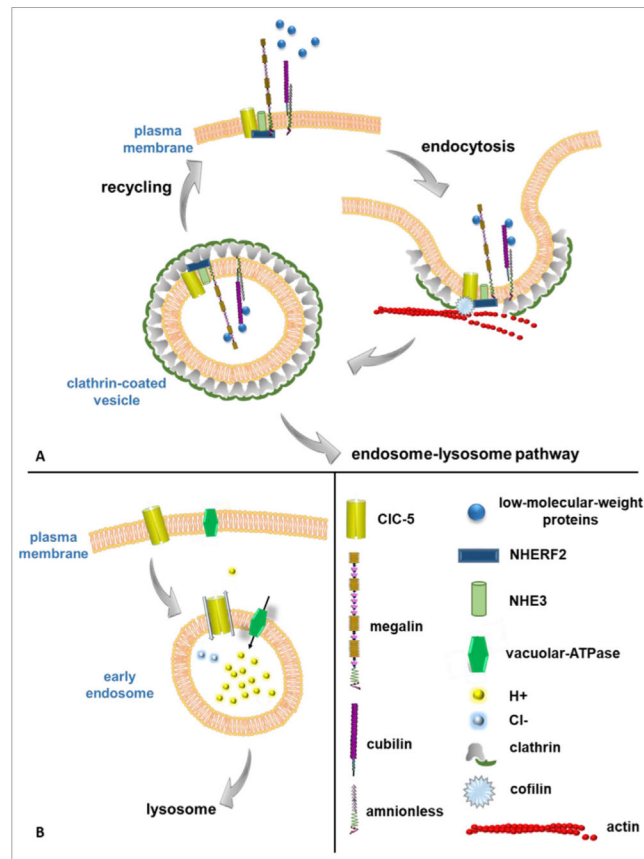 plasma
membrane
endocytosis
recycling
clathrin-coated
vesicle
A
endosome-lysosome pathway
plasma
membrane
early
endosome
lysosome
B
ClC-5
megalin
cubilin
amnionless
low-molecular-weight
proteins
NHERF2
NHE3
vacuolar-ATPase
H+
Cl-
clathrin
cofilin
actin